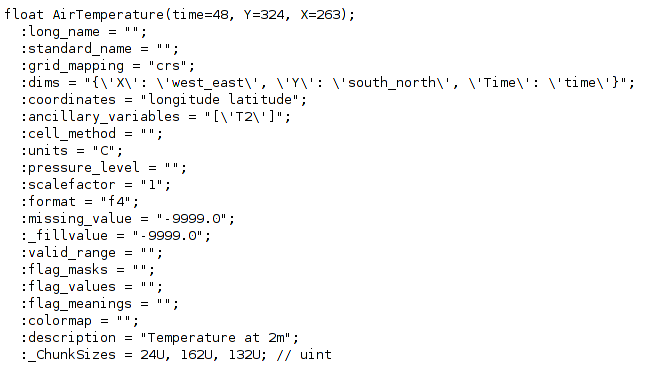 float AirTemperature(time=48, Y=324, X=263);
:long_name = "";
:standard_name = "";
:grid_mapping = "crs";
:dims = "{\'X\': \'west_east\', \'Y\': \'south_north\', \'Time\': \'time\'}";
:coordinates = "longitude latitude";
:ancillary_variables = "[\'T2\']";
:cell_method = "";
:units = "C";
:pressure_level = "";
:scalefactor = "1";
:format = "f4";
:missing_value = "-9999.0";
:_fillvalue = "-9999.0";
:valid_range = "";
:flag_masks = "";
:flag_values = "";
:flag_meanings = "";
:colormap = "";
:description = "Temperature at 2m";
:_ChunkSizes = 24U, 162U, 132U; // uint